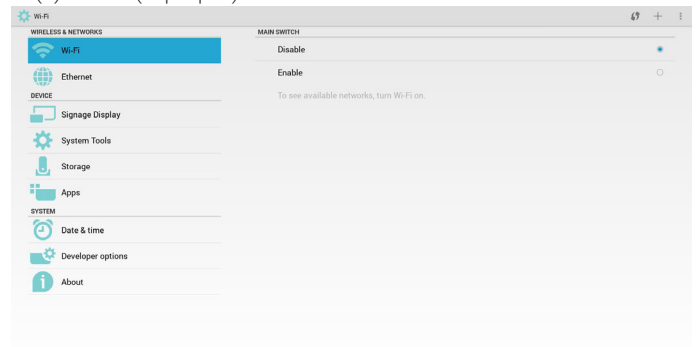 Wi-Fi
WIRELESS & NETWORKS
Wi-Fi
Ethernet
DEVICE
Signage Display
System Tools
Storage
Apps
SYSTEM
Date & time
Developer options
About
MAIN SWITCH
Disable
Enable
To see available networks, turn Wi-Fi on.